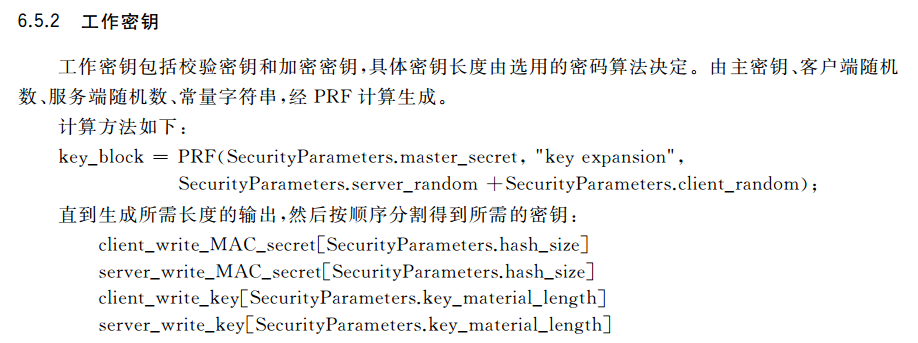 6.5.2 工作密钥
工作密钥包括校验密钥和加密密钥,具体密钥长度由选用的密码算法决定。由主密钥、客户端随机
数、服务端随机数、常量字符串,经 PRF 计算生成。
计算方法如下:
key_block = PRF(SecurityParameters.master_secret, "key expansion",
SecurityParameters.server_random +SecurityParameters.client_random);
直到生成所需长度的输出,然后按顺序分割得到所需的密钥:
client_write_MAC_secret[SecurityParameters.hash_size]
server_write_MAC_secret[SecurityParameters.hash_size]
client_write_key[SecurityParameters.key_material_length]
server_write_key[SecurityParameters.key_material_length]